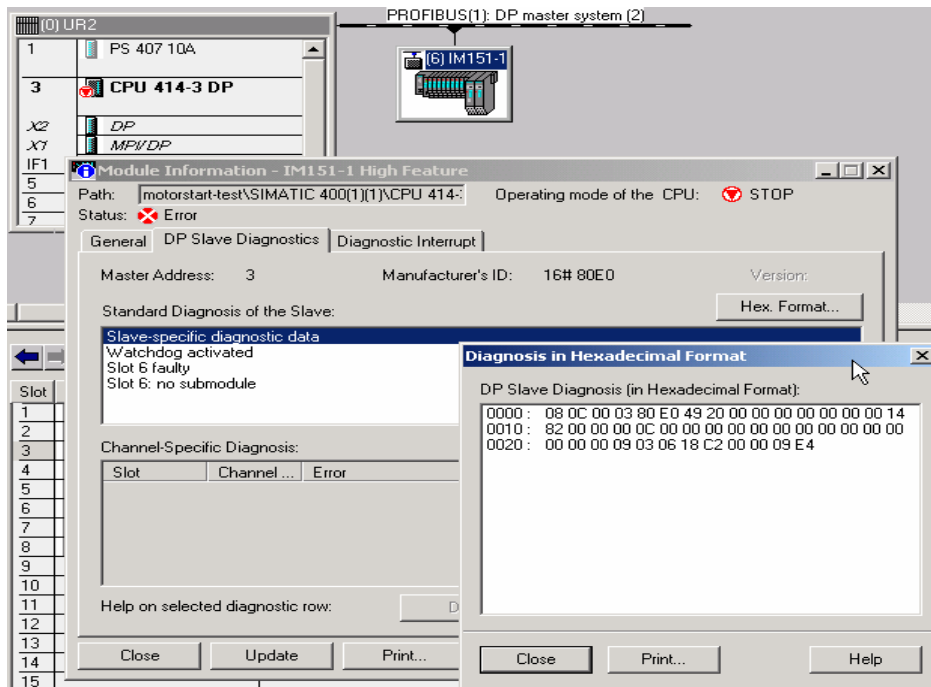 (0) UR2
1 PS 407 10A
3 CPU 414-3 DP
X2 DP
X1 MPI/DP
IF1
5
6
7
PROFIBUS(1): DP master system (2)
(6) IM151-1
Module Information - IM151-1 High Feature
Path: motorstart-test\SIMATIC 400(1)(1)\CPU 414- Operating mode of the CPU: STOP
Status: Error
General DP Slave Diagnostics Diagnostic Interrupt
Master Address: 3 Manufacturer's ID: 16# 80E0 Version:
Standard Diagnosis of the Slave: Hex. Format...
Slave-specific diagnostic data
Watchdog activated
Slot 6 faulty
Slot 6: no submodule
Channel-Specific Diagnosis:
Slot Channel ... Error
Help on selected diagnostic row: D
Close Update Print...
Diagnosis in Hexadecimal Format
DP Slave Diagnosis (in Hexadecimal Format):
0000 : 08 0C 00 03 80 E0 49 20 00 00 00 00 00 00 00 14
0010 : 82 00 00 00 0C 00 00 00 00 00 00 00 00 00 00 00
0020 : 00 00 00 09 03 06 18 C2 00 00 09 E4
Close Print... Help
Slot
1
2
3
4
5
6
7
8
9
10
11
12
13
14
15